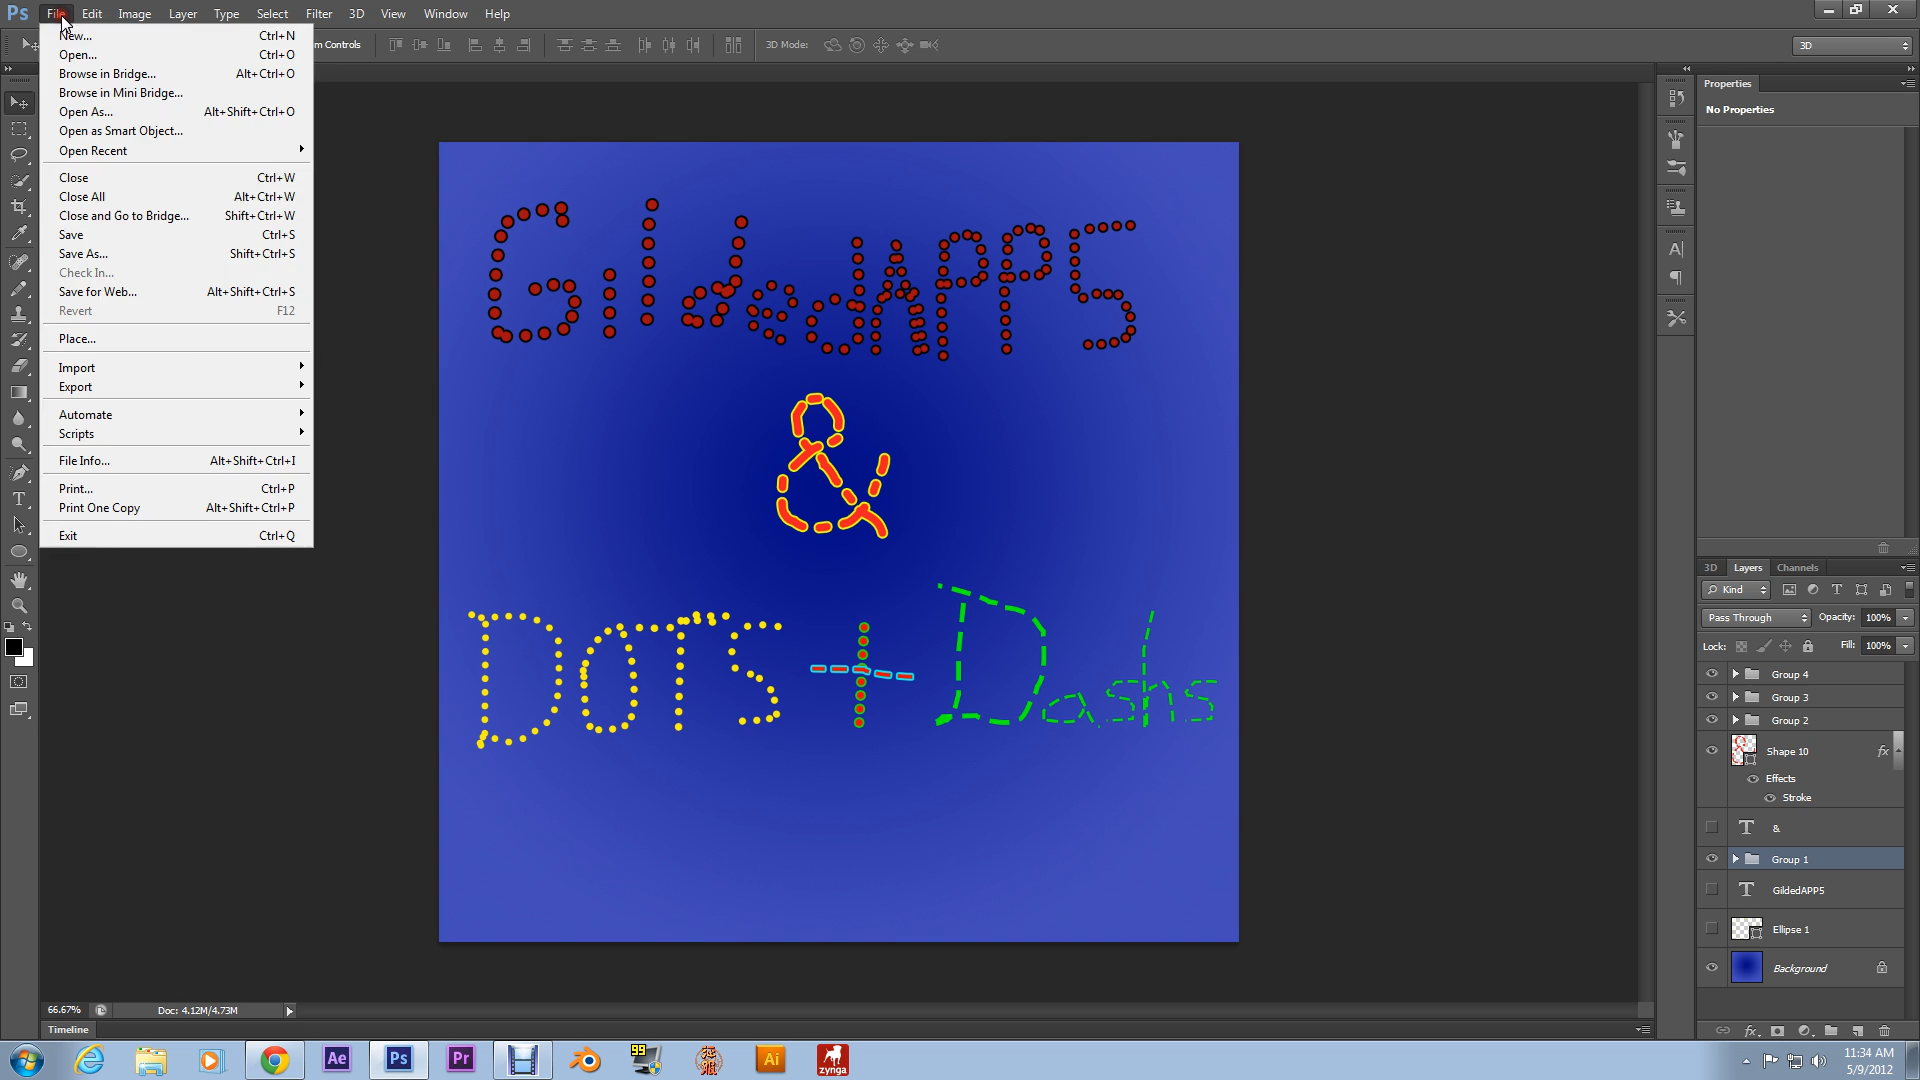 Ps File Edit Image Layer Type Select Filter 3D View Window Help
m Controls 3D Mode: 3D
New... Ctrl+N
Open... Ctrl+O
Browse in Bridge... Alt+Ctrl+O
Browse in Mini Bridge...
Open As... Alt+Shift+Ctrl+O
Open as Smart Object...
Open Recent
Close Ctrl+W
Close All Alt+Ctrl+W
Close and Go to Bridge... Shift+Ctrl+W
Save Ctrl+S
Save As... Shift+Ctrl+S
Check In...
Save for Web... Alt+Shift+Ctrl+S
Revert F12
Place...
Import
Export
Automate
Scripts
File Info... Alt+Shift+Ctrl+I
Print... Ctrl+P
Print One Copy Alt+Shift+Ctrl+P
Exit Ctrl+Q
GildedAPP5
&
DOTS + Dashs
Properties
No Properties
3D Layers Channels
Kind
Pass Through Opacity: 100%
Lock: Fill: 100%
Group 4
Group 3
Group 2
Shape 10 fx
Effects
Stroke
T &
Group 1
T GildedAPP5
Ellipse 1
Background
66.67% Doc: 4.12M/4.73M
Timeline
Ae Ps Pr 99 Ai zynga
11:34 AM
5/9/2012